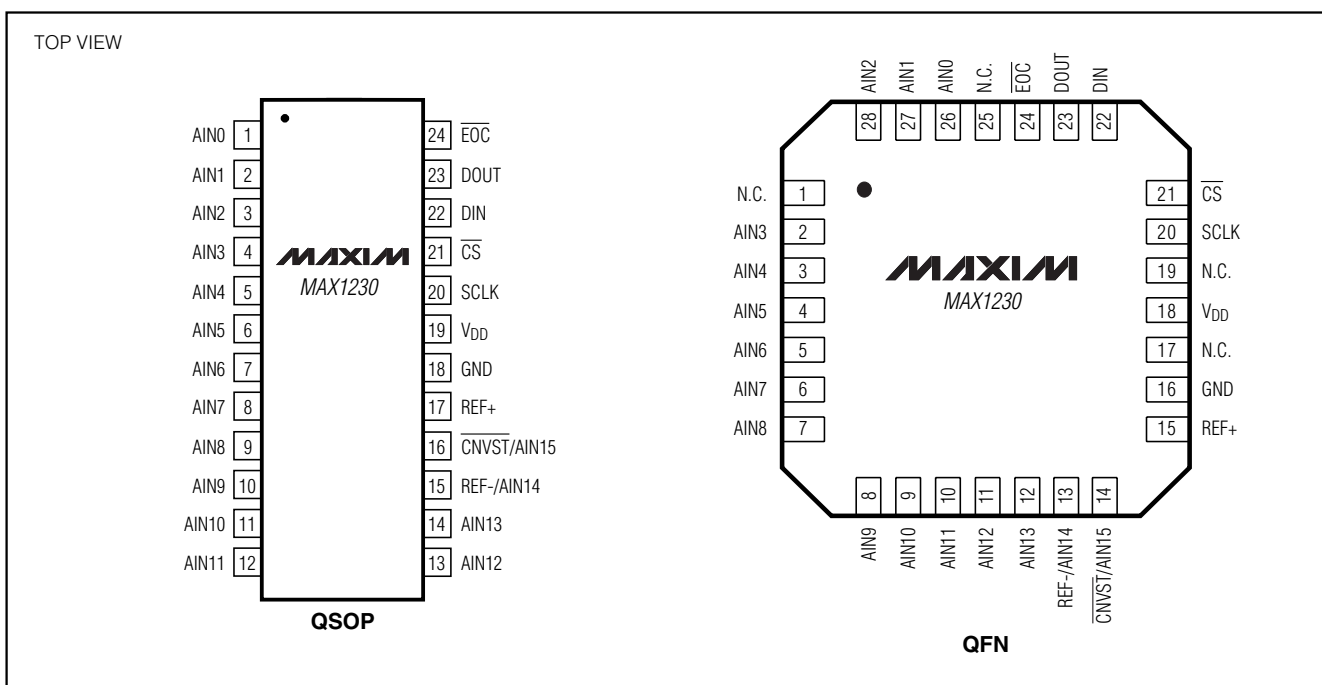 TOP VIEW
AIN0 1
AIN1 2
AIN2 3
AIN3 4
AIN4 5
AIN5 6
AIN6 7
AIN7 8
AIN8 9
AIN9 10
AIN10 11
AIN11 12
MAXIM
MAX1230
24 EOC
23 DOUT
22 DIN
21 CS
20 SCLK
19 VDD
18 GND
17 REF+
16 CNVST/AIN15
15 REF-/AIN14
14 AIN13
13 AIN12
QSOP
AIN2 AIN1 AIN0 N.C. EOC DOUT DIN
28 27 26 25 24 23 22
N.C. 1
AIN3 2
AIN4 3
AIN5 4
AIN6 5
AIN7 6
AIN8 7
MAXIM
MAX1230
21 CS
20 SCLK
19 N.C.
18 VDD
17 N.C.
16 GND
15 REF+
8 9 10 11 12 13 14
AIN9 AIN10 AIN11 AIN12 AIN13 REF-/AIN14 CNVST/AIN15
QFN